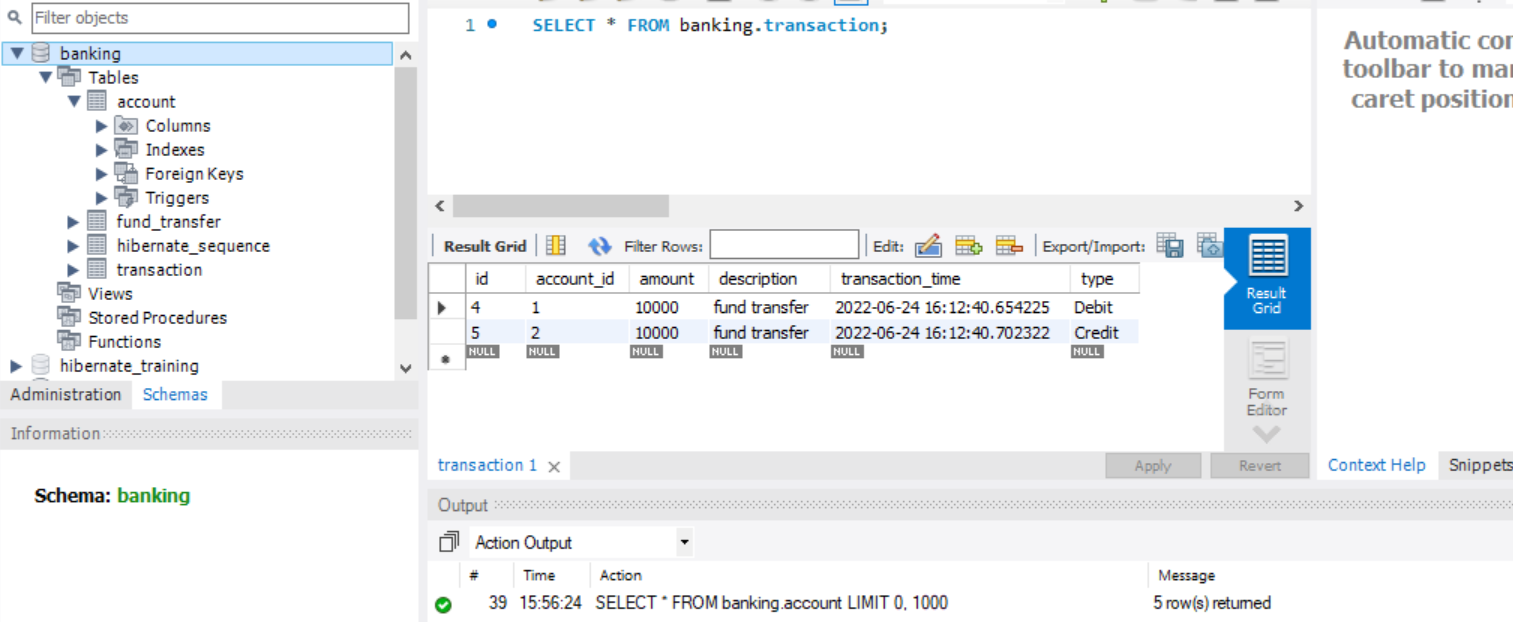 Filter objects
banking
Tables
account
Columns
Indexes
Foreign Keys
Triggers
fund_transfer
hibernate_sequence
transaction
Views
Stored Procedures
Functions
hibernate_training
Administration Schemas
Information
Schema: banking
1 SELECT * FROM banking.transaction;
Result Grid Filter Rows: Edit: Export/Import:
id account_id amount description transaction_time type
4 1 10000 fund transfer 2022-06-24 16:12:40.654225 Debit
5 2 10000 fund transfer 2022-06-24 16:12:40.702322 Credit
NULL NULL NULL NULL NULL NULL
Result
Grid
Form
Editor
transaction 1 Apply Revert
Output
Action Output
# Time Action Message
39 15:56:24 SELECT * FROM banking.account LIMIT 0, 1000 5 row(s) returned
Automatic
toolbar to
caret position
Context Help Snippets